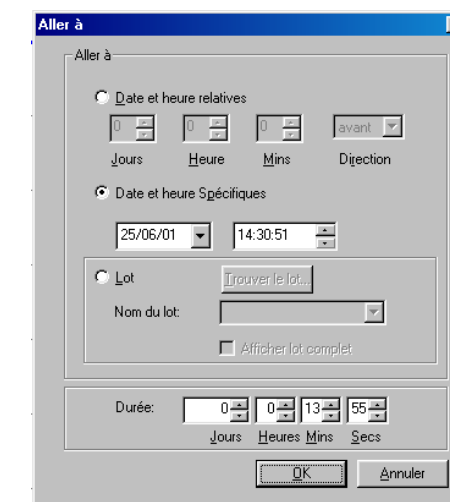 Aller à
Aller à
Date et heure relatives
0 0 0 avant
Jours Heure Mins Direction
Date et heure Spécifiques
25/06/01 14:30:51
Lot Trouver le lot...
Nom du lot:
Afficher lot complet
Durée: 0 0 13 55
Jours Heures Mins Secs
OK Annuler